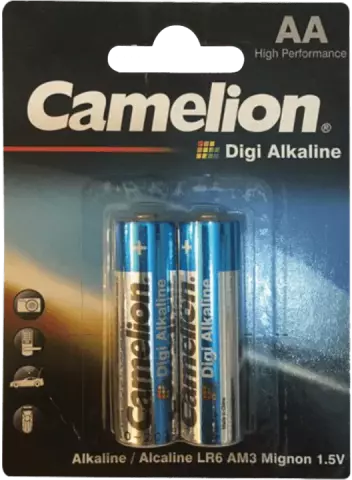 AA
High Performance
Camelion®
Digi Alkaline
+
Camelion
Digi Alkaline
+
Camelion
Digi Alkaline
Alkaline / Alcaline LR6 AM3 Mignon 1.5V